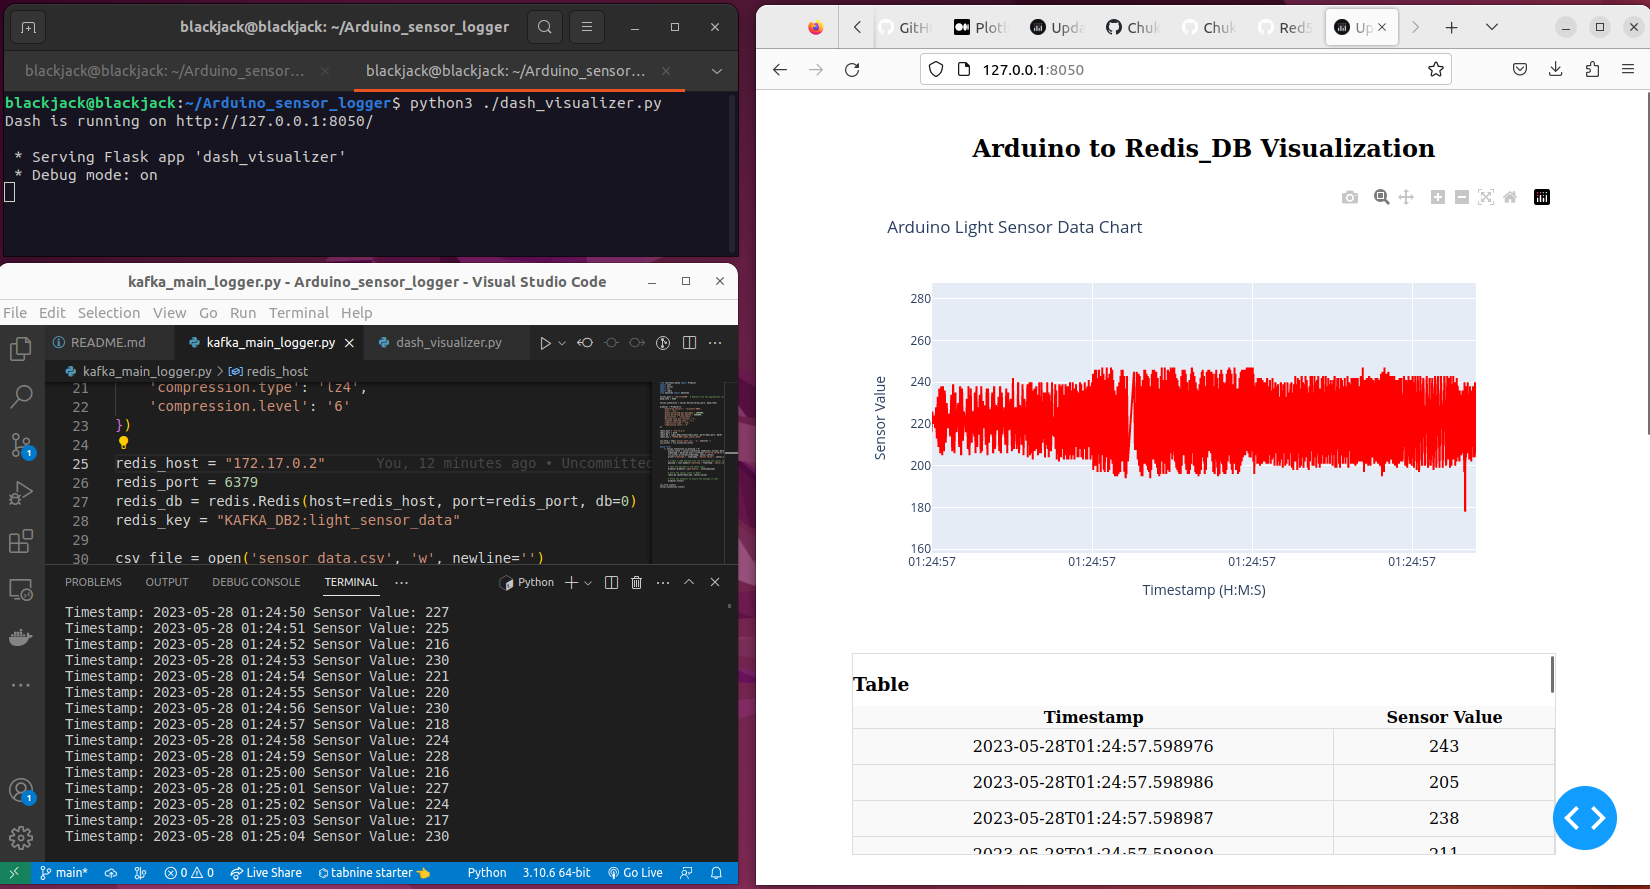 blackjack@blackjack: ~/Arduino_sensor_logger
blackjack@blackjack: ~/Arduino_sensor...
blackjack@blackjack: ~/Arduino_sensor...
blackjack@blackjack:~/Arduino_sensor_logger$ python3 ./dash_visualizer.py
Dash is running on http://127.0.0.1:8050/
* Serving Flask app 'dash_visualizer'
* Debug mode: on
kafka_main_logger.py - Arduino_sensor_logger - Visual Studio Code
File Edit Selection View Go Run Terminal Help
README.md
kafka_main_logger.py
dash_visualizer.py
kafka_main_logger.py > redis_host
21 'compression.type': 'lz4',
22 'compression.level': '6'
23 })
24
25 redis_host = "172.17.0.2" You, 12 minutes ago • Uncommitted
26 redis_port = 6379
27 redis_db = redis.Redis(host=redis_host, port=redis_port, db=0)
28 redis_key = "KAFKA_DB2:light_sensor_data"
29
30 csv_file = open('sensor_data.csv', 'w', newline='')
PROBLEMS OUTPUT DEBUG CONSOLE TERMINAL ... Python
Timestamp: 2023-05-28 01:24:50 Sensor Value: 227
Timestamp: 2023-05-28 01:24:51 Sensor Value: 225
Timestamp: 2023-05-28 01:24:52 Sensor Value: 216
Timestamp: 2023-05-28 01:24:53 Sensor Value: 230
Timestamp: 2023-05-28 01:24:54 Sensor Value: 221
Timestamp: 2023-05-28 01:24:55 Sensor Value: 220
Timestamp: 2023-05-28 01:24:56 Sensor Value: 230
Timestamp: 2023-05-28 01:24:57 Sensor Value: 218
Timestamp: 2023-05-28 01:24:58 Sensor Value: 224
Timestamp: 2023-05-28 01:24:59 Sensor Value: 228
Timestamp: 2023-05-28 01:25:00 Sensor Value: 216
Timestamp: 2023-05-28 01:25:01 Sensor Value: 227
Timestamp: 2023-05-28 01:25:02 Sensor Value: 224
Timestamp: 2023-05-28 01:25:03 Sensor Value: 217
Timestamp: 2023-05-28 01:25:04 Sensor Value: 230
1
1
main* 0 0 Live Share tabnine starter Python 3.10.6 64-bit Go Live
GitH Plotl Upda Chuk Chuk RedS Up
127.0.0.1:8050
Arduino to Redis_DB Visualization
Arduino Light Sensor Data Chart
280
260
240
220
200
180
160
Sensor Value
01:24:57 01:24:57 01:24:57 01:24:57
Timestamp (H:M:S)
Table
Timestamp Sensor Value
2023-05-28T01:24:57.598976 243
2023-05-28T01:24:57.598986 205
2023-05-28T01:24:57.598987 238
2023-05-28T01:24:57.598989 211